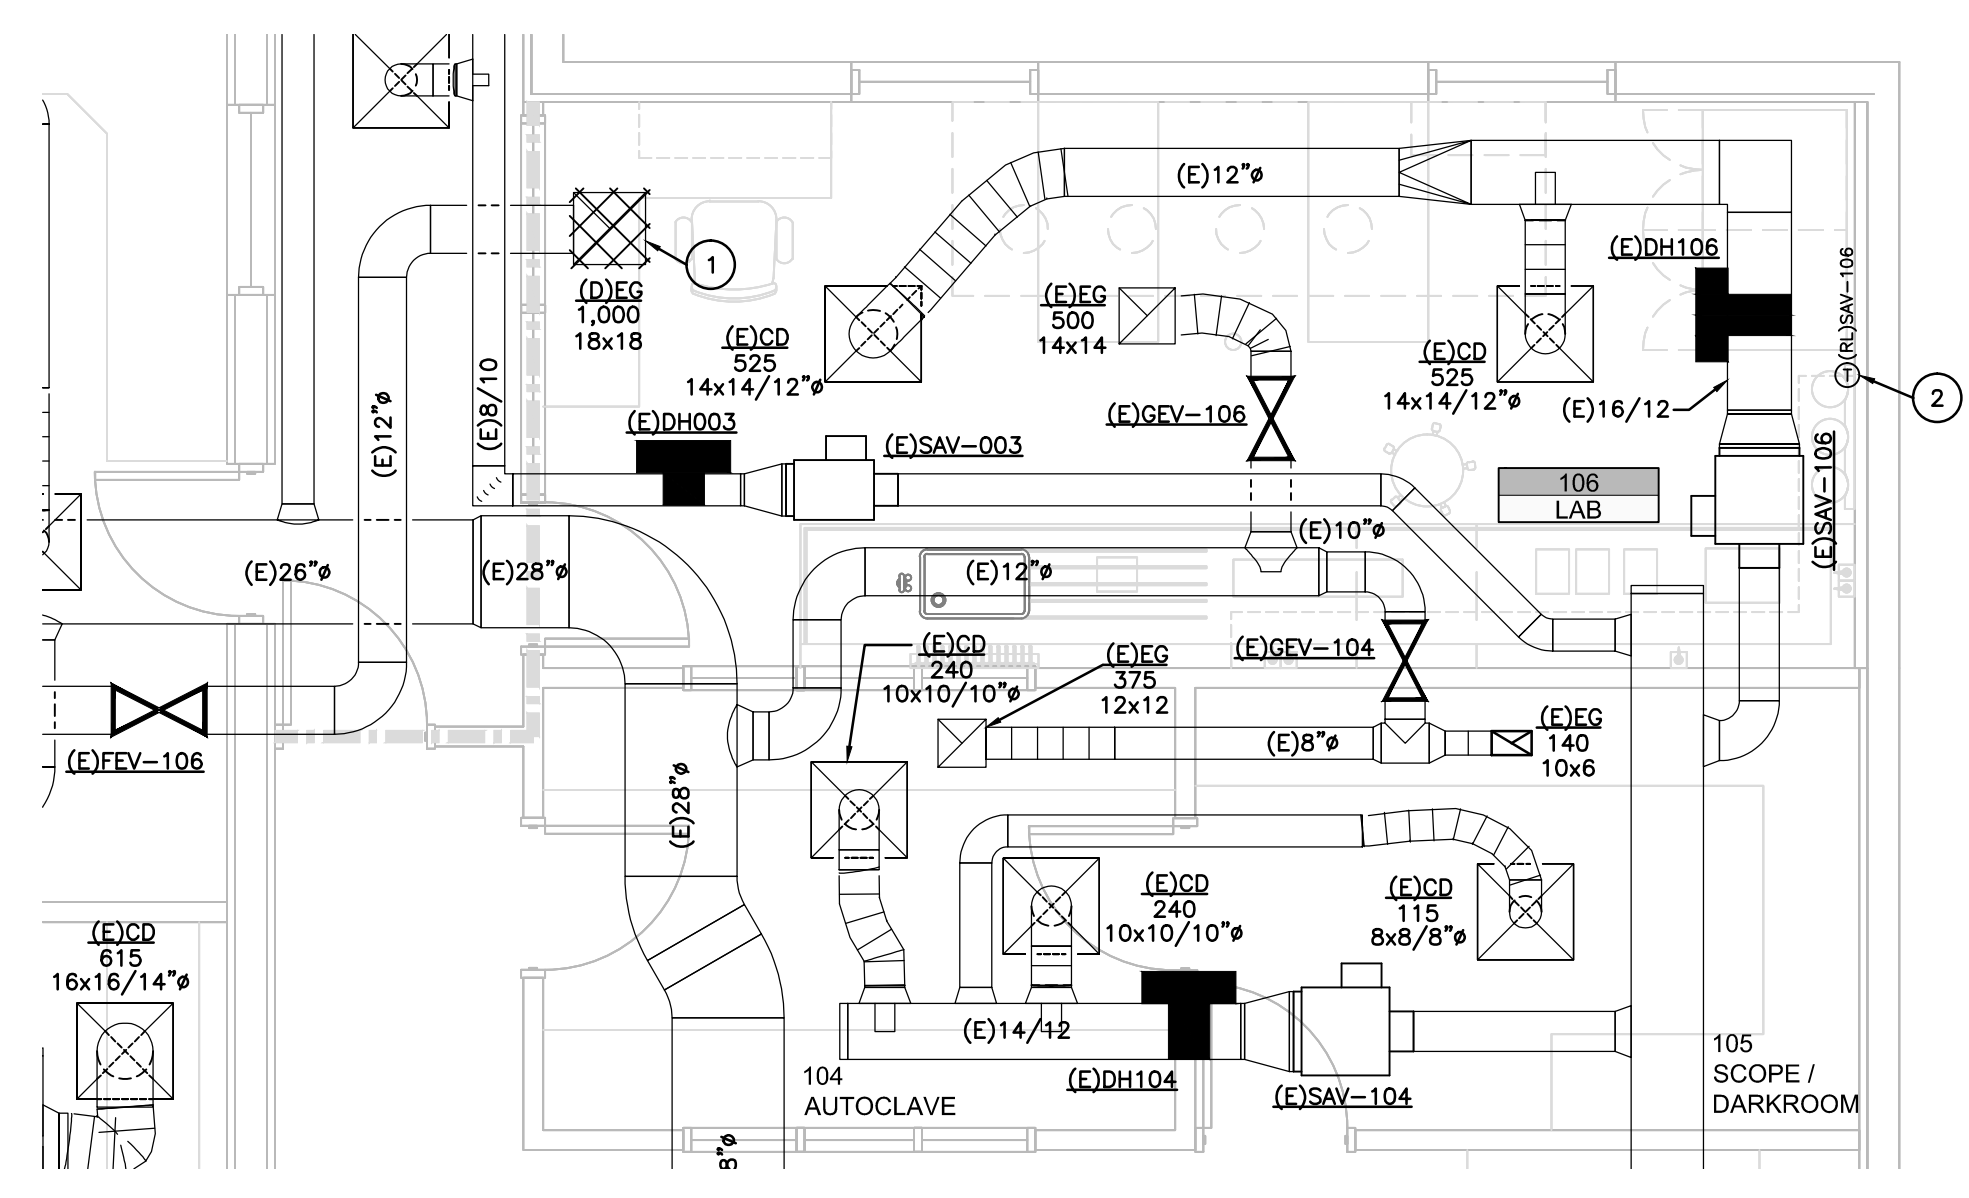 (E)12"ø
(E)DH106
(RL)SAV-106
1
(D)EG
1,000
18x18
(E)EG
500
14x14
(E)CD
525
14x14/12"ø
(E)CD
525
14x14/12"ø
T
2
(E)16/12
(E)8/10
(E)12"ø
(E)DH003
(E)SAV-003
(E)GEV-106
(E)SAV-106
106
LAB
(E)10"ø
(E)26"ø
(E)28"ø
(E)12"ø
(E)CD
240
10x10/10"ø
(E)EG
375
12x12
(E)GEV-104
(E)FEV-106
(E)8"ø
(E)EG
140
10x6
(E)28"ø
(E)CD
240
10x10/10"ø
(E)CD
115
8x8/8"ø
(E)CD
615
16x16/14"ø
(E)14/12
(E)DH104
(E)SAV-104
104
AUTOCLAVE
105
SCOPE /
DARKROOM
8"ø